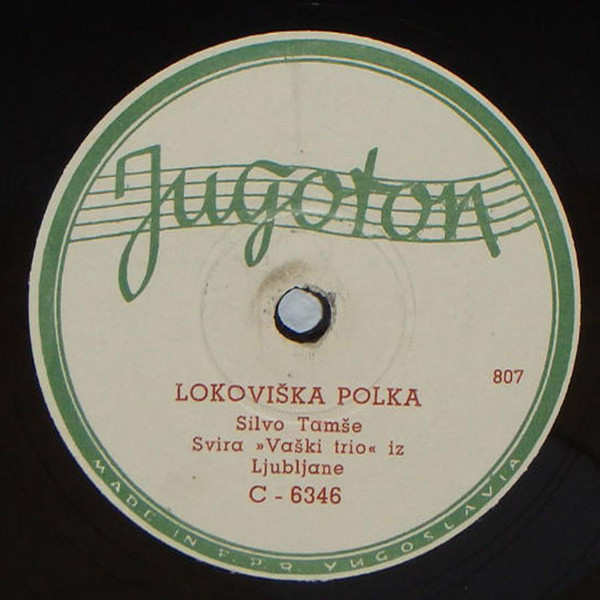 Jugoton
807
LOKOVIŠKA POLKA
Silvo Tamše
Svira »Vaški trio« iz
Ljubljane
C - 6346
MADE IN F.P.R. YUGOSLAVIA